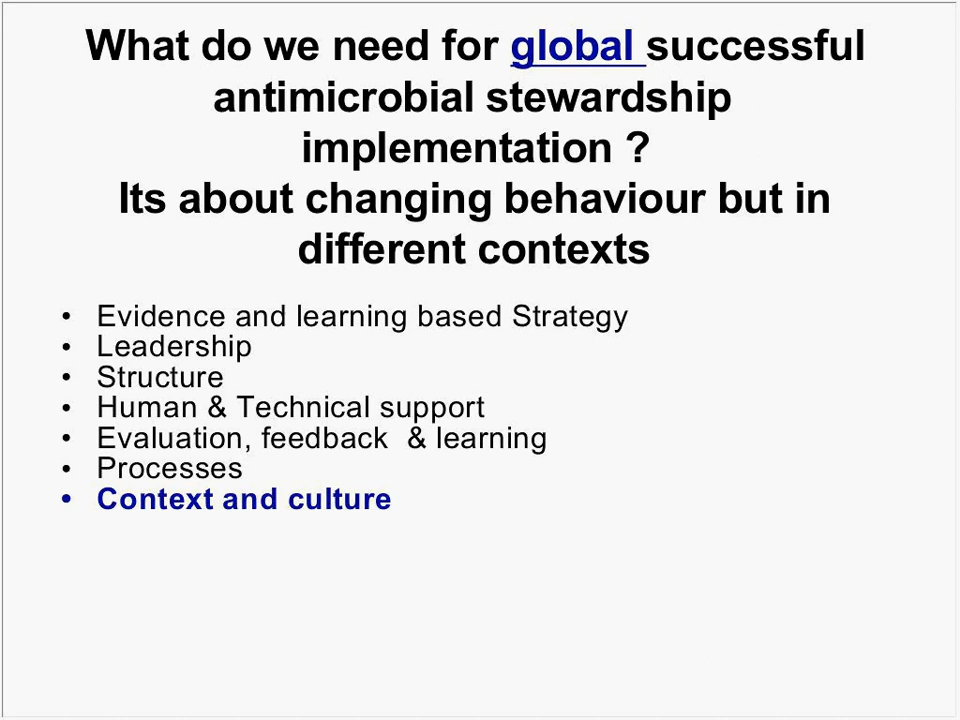 What do we need for global successful
antimicrobial stewardship
implementation ?
Its about changing behaviour but in
different contexts
• Evidence and learning based Strategy
• Leadership
• Structure
• Human & Technical support
• Evaluation, feedback  & learning
• Processes
• Context and culture